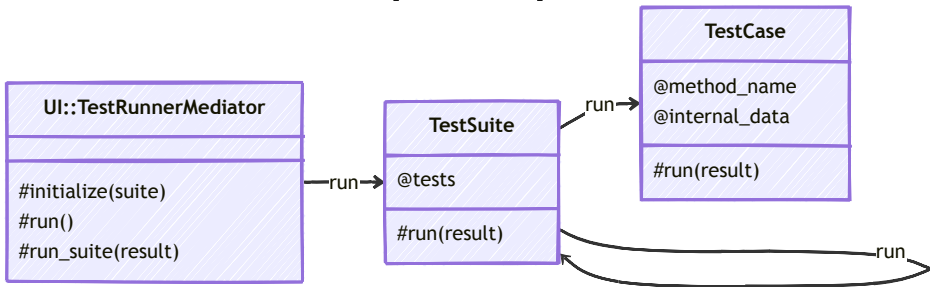 TestCase
@method_name
@internal_data
#run(result)
UI::TestRunnerMediator
#initialize(suite)
#run()
#run_suite(result)
run
TestSuite
@tests
#run(result)
run
run